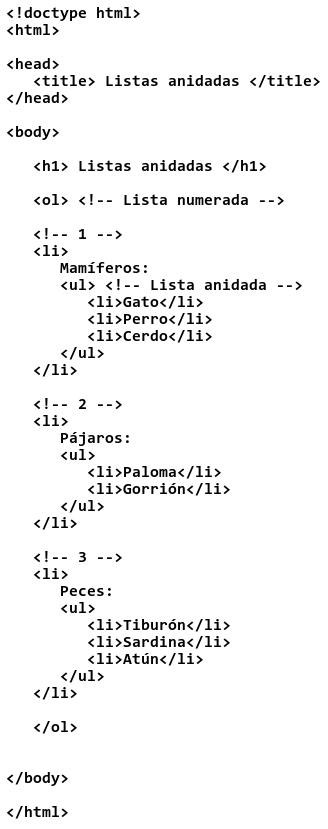 <!doctype html>
<html>

<head>
   <title> Listas anidadas </title>
</head>

<body>

   <h1> Listas anidadas </h1>

   <ol> <!-- Lista numerada -->

   <!-- 1 -->
   <li>
      Mamíferos:
      <ul> <!-- Lista anidada -->
         <li>Gato</li>
         <li>Perro</li>
         <li>Cerdo</li>
      </ul>
   </li>

   <!-- 2 -->
   <li>
      Pájaros:
      <ul>
         <li>Paloma</li>
         <li>Gorrión</li>
      </ul>
   </li>

   <!-- 3 -->
   <li>
      Peces:
      <ul>
         <li>Tiburón</li>
         <li>Sardina</li>
         <li>Atún</li>
      </ul>
   </li>

   </ol>


</body>

</html>